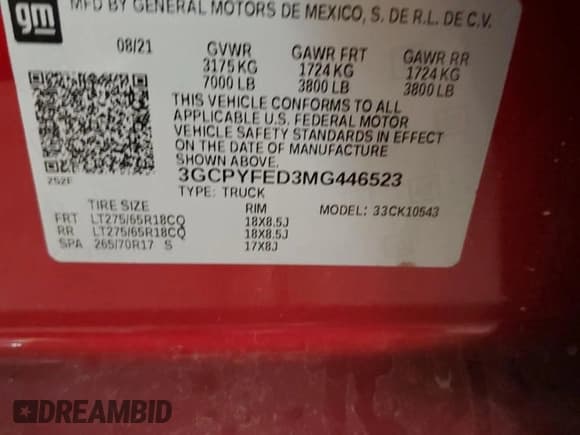 gm
MFD BY GENERAL MOTORS DE MEXICO, S. DE R.L. DE C.V.
08/21 GVWR GAWR FRT GAWR RR
3175 KG 1724 KG 1724 KG
7000 LB 3800 LB 3800 LB
THIS VEHICLE CONFORMS TO ALL
APPLICABLE U.S. FEDERAL MOTOR
VEHICLE SAFETY STANDARDS IN EFFECT
ON THE DATE OF MANUFACTURE
SHOWN ABOVE.
252F
3GCPYFED3MG446523
TYPE: TRUCK
TIRE SIZE RIM MODEL: 33CK10543
FRT LT275/65R18CQ 18X8.5J
RR LT275/65R18CQ 18X8.5J
SPA 265/70R17 S 17X8J
DREAMBID